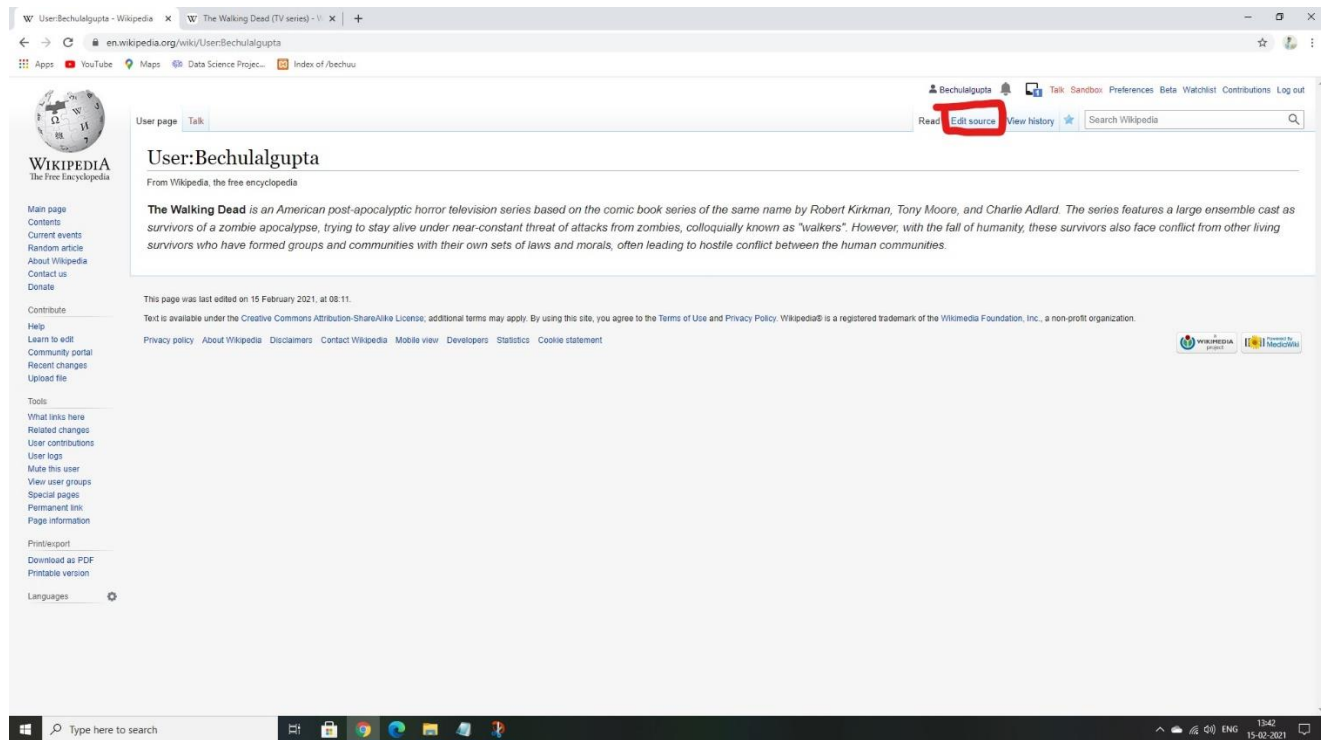 User:Bechulalgupta - Wikipedia
The Walking Dead (TV series) - W
en.wikipedia.org/wiki/User:Bechulalgupta
Apps YouTube Maps Data Science Projec... Index of /bechuu
Bechulalgupta Talk Sandbox Preferences Beta Watchlist Contributions Log out
User page Talk Read Edit source View history Search Wikipedia
WIKIPEDIA
The Free Encyclopedia
User:Bechulalgupta
From Wikipedia, the free encyclopedia
The Walking Dead is an American post-apocalyptic horror television series based on the comic book series of the same name by Robert Kirkman, Tony Moore, and Charlie Adlard. The series features a large ensemble cast as
survivors of a zombie apocalypse, trying to stay alive under near-constant threat of attacks from zombies, colloquially known as "walkers". However, with the fall of humanity, these survivors also face conflict from other living
survivors who have formed groups and communities with their own sets of laws and morals, often leading to hostile conflict between the human communities.
This page was last edited on 15 February 2021, at 08:11.
Text is available under the Creative Commons Attribution-ShareAlike License; additional terms may apply. By using this site, you agree to the Terms of Use and Privacy Policy. Wikipedia® is a registered trademark of the Wikimedia Foundation, Inc., a non-profit organization.
Privacy policy About Wikipedia Disclaimers Contact Wikipedia Mobile view Developers Statistics Cookie statement
A
WIKIMEDIA
project
Powered By
MediaWiki
Main page
Contents
Current events
Random article
About Wikipedia
Contact us
Donate
Contribute
Help
Learn to edit
Community portal
Recent changes
Upload file
Tools
What links here
Related changes
User contributions
User logs
Mute this user
View user groups
Special pages
Permanent link
Page information
Print/export
Download as PDF
Printable version
Languages
Type here to search
ENG
13:42
15-02-2021